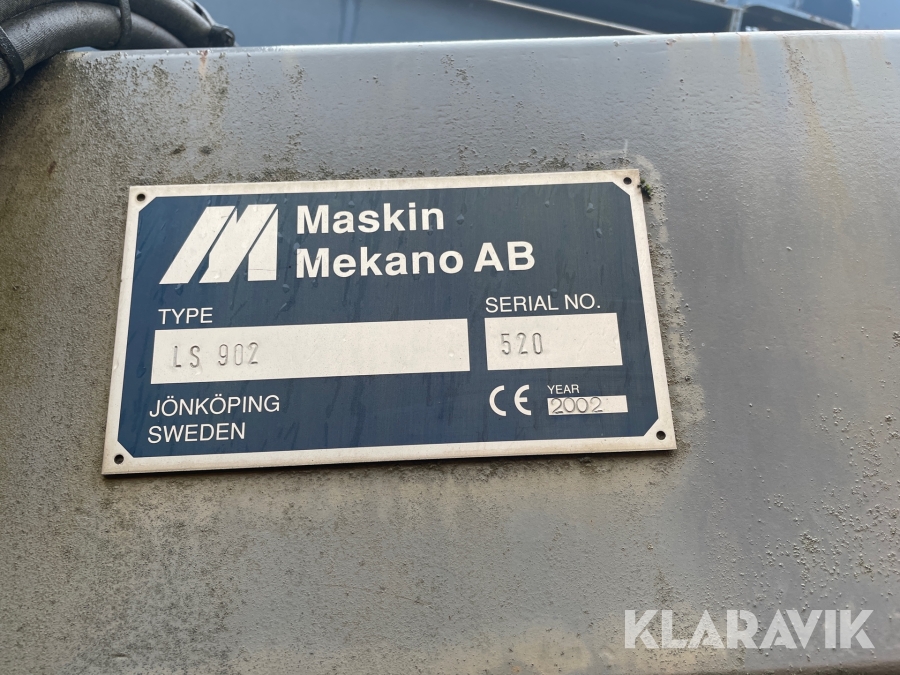 Maskin
Mekano AB
TYPE
SERIAL NO.
LS 902
520
JÖNKÖPING
SWEDEN
CE
YEAR
2002
KLARAVIK